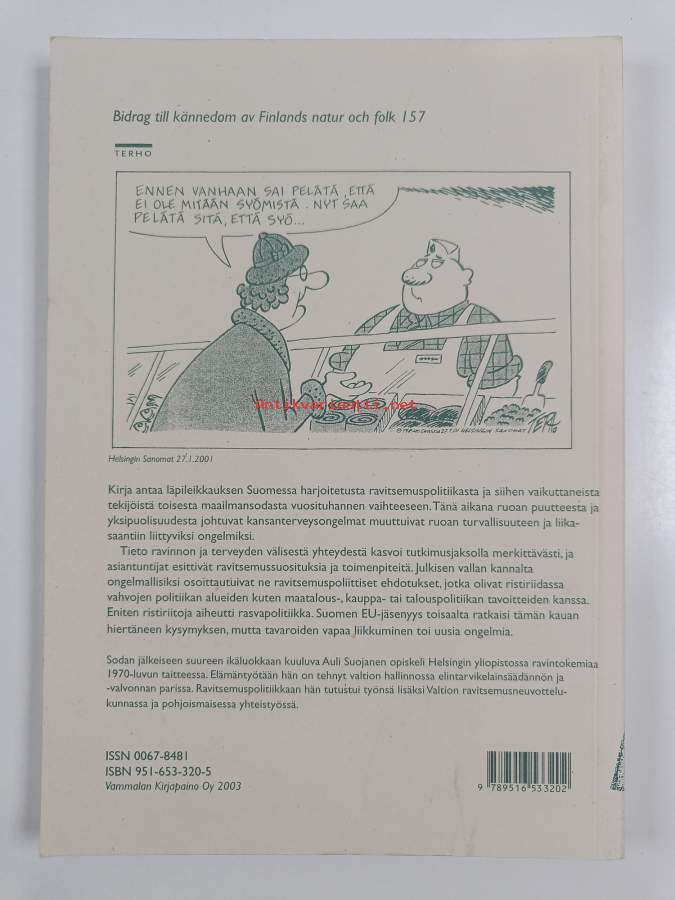 Bidrag till kännedom av Finlands natur och folk 157
TERHO
ENNEN VANHAAN SAI PELÄTÄ, ETTÄ
EI OLE MITÄÄN SYÖMISTÄ. NYT SAA
PELÄTÄ SITÄ, ETTÄ SYÖ...
Antikvariaatti.net
HELSINGIN SANOMAT
Helsingin Sanomat 27.1.2001
Kirja antaa läpileikkauksen Suomessa harjoitetusta ravitsemuspolitiikasta ja siihen vaikuttaneista
tekijöistä toisesta maailmansodasta vuosituhannen vaihteeseen. Tänä aikana ruoan puutteesta ja
yksipuolisuudesta johtuvat kansanterveysongelmat muuttuivat ruoan turvallisuuteen ja liika-
saantiin liittyviksi ongelmiksi.
Tieto ravinnon ja terveyden välisestä yhteydestä kasvoi tutkimusjaksolla merkittävästi, ja
asiantuntijat esittivät ravitsemussuosituksia ja toimenpiteitä. Julkisen vallan kannalta
ongelmallisiksi osoittautuivat ne ravitsemuspoliittiset ehdotukset, jotka olivat ristiriidassa
vahvojen politiikan alueiden kuten maatalous-, kauppa- tai talouspolitiikan tavoitteiden kanssa.
Eniten ristiriitoja aiheutti rasvapolitiikka. Suomen EU-jäsenyys toisaalta ratkaisi tämän kauan
hiertäneen kysymyksen, mutta tavaroiden vapaa liikkuminen toi uusia ongelmia.
Sodan jälkeiseen suureen ikäluokkaan kuuluva Auli Suojanen opiskeli Helsingin yliopistossa ravintokemiaa
1970-luvun taitteessa. Elämäntyötään hän on tehnyt valtion hallinnossa elintarvikelainsäädännön ja
-valvonnan parissa. Ravitsemuspolitiikkaan hän tutustui työnsä lisäksi Valtion ravitsemusneuvottelu-
kunnassa ja pohjoismaisessa yhteistyössä.
ISSN 0067-8481
ISBN 951-653-320-5
Vammalan Kirjapaino Oy 2003
9 789516 533202